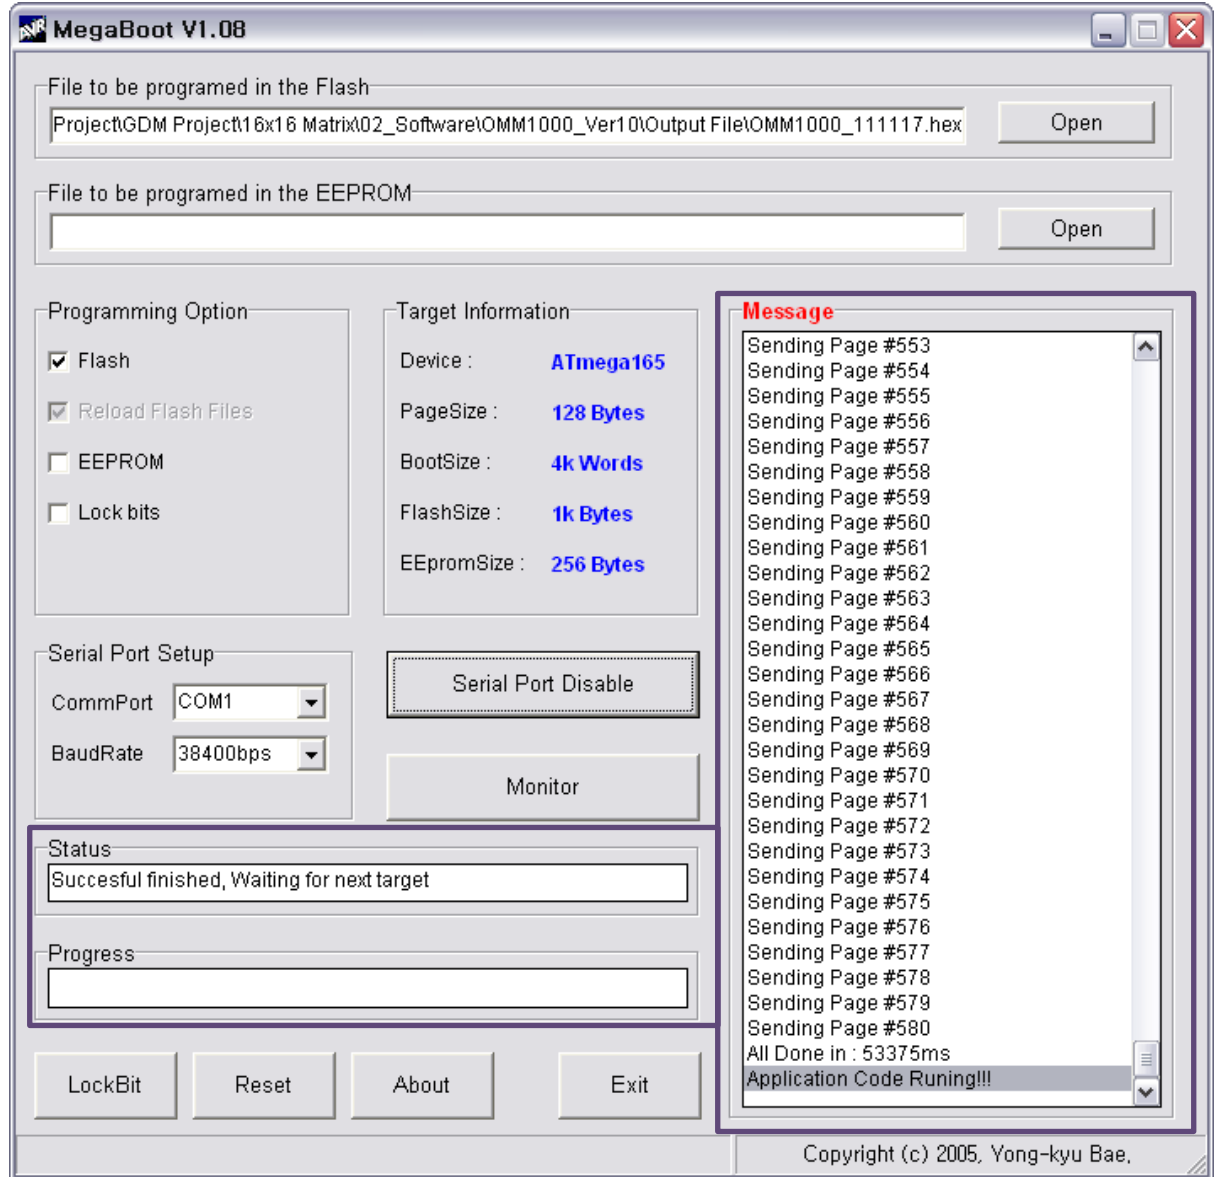 AVR
MegaBoot V1.08
File to be programed in the Flash
Project\GDM Project\16x16 Matrix\02_Software\OMM1000_Ver10\Output File\OMM1000_111117.hex
Open
File to be programed in the EEPROM
Open
Programming Option
Flash
Reload Flash Files
EEPROM
Lock bits
Target Information
Device : ATmega165
PageSize : 128 Bytes
BootSize : 4k Words
FlashSize : 1k Bytes
EEpromSize : 256 Bytes
Serial Port Setup
CommPort COM1
BaudRate 38400bps
Serial Port Disable
Monitor
Status
Succesful finished, Waiting for next target
Progress
Message
Sending Page #553
Sending Page #554
Sending Page #555
Sending Page #556
Sending Page #557
Sending Page #558
Sending Page #559
Sending Page #560
Sending Page #561
Sending Page #562
Sending Page #563
Sending Page #564
Sending Page #565
Sending Page #566
Sending Page #567
Sending Page #568
Sending Page #569
Sending Page #570
Sending Page #571
Sending Page #572
Sending Page #573
Sending Page #574
Sending Page #575
Sending Page #576
Sending Page #577
Sending Page #578
Sending Page #579
Sending Page #580
All Done in : 53375ms
Application Code Runing!!!
LockBit
Reset
About
Exit
Copyright (c) 2005, Yong-kyu Bae,